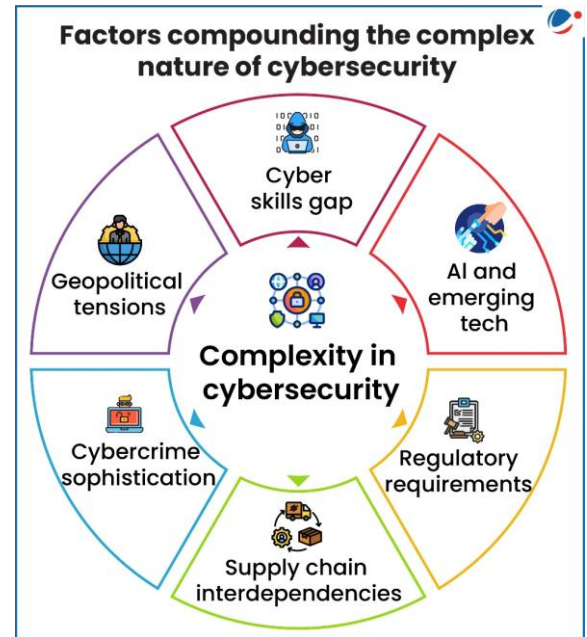 Factors compounding the complex
nature of cybersecurity
Cyber
skills gap
AI and
emerging
tech
Regulatory
requirements
Supply chain
interdependencies
Cybercrime
sophistication
Geopolitical
tensions
Complexity in
cybersecurity